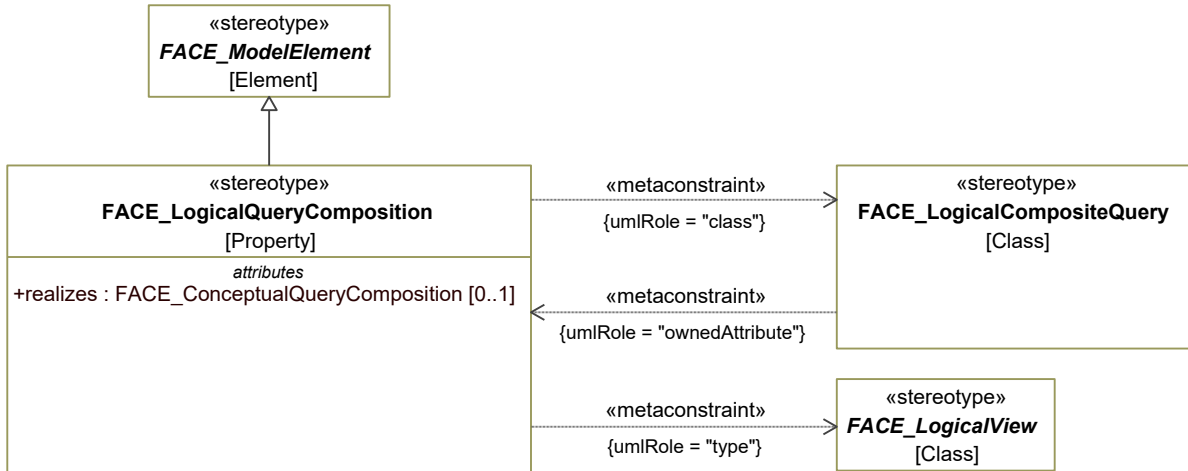 «stereotype»
FACE_ModelElement
[Element]
«stereotype»
FACE_LogicalQueryComposition
[Property]
attributes
+realizes : FACE_ConceptualQueryComposition [0..1]
«metaconstraint»
{umlRole = "class"}
«stereotype»
FACE_LogicalCompositeQuery
[Class]
«metaconstraint»
{umlRole = "ownedAttribute"}
«metaconstraint»
{umlRole = "type"}
«stereotype»
FACE_LogicalView
[Class]